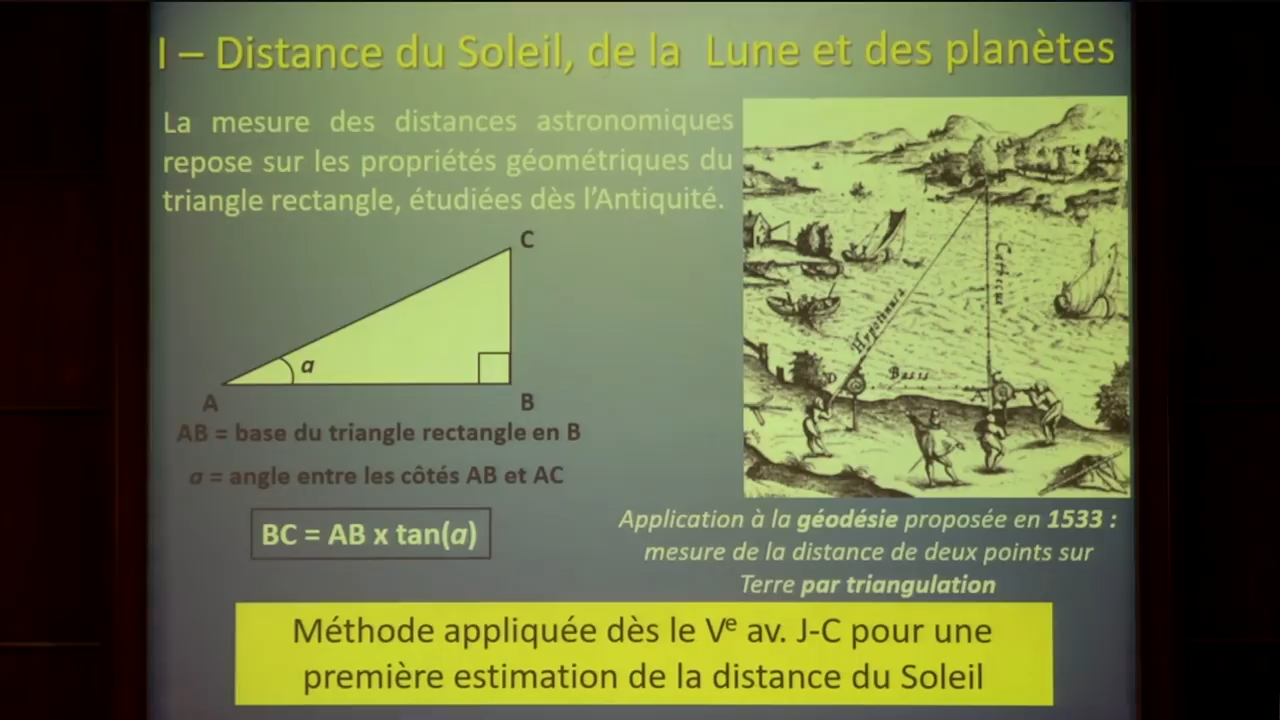 I – Distance du Soleil, de la Lune et des planètes
La mesure des distances astronomiques
repose sur les propriétés géométriques du
triangle rectangle, étudiées dès l'Antiquité.
C
α
A
B
AB = base du triangle rectangle en B
α = angle entre les côtés AB et AC
BC = AB x tan(α)
Hypotenusa
Cathetus
D
Basis
A
Application à la géodésie proposée en 1533 :
mesure de la distance de deux points sur
Terre par triangulation
Méthode appliquée dès le Ve av. J-C pour une
première estimation de la distance du Soleil